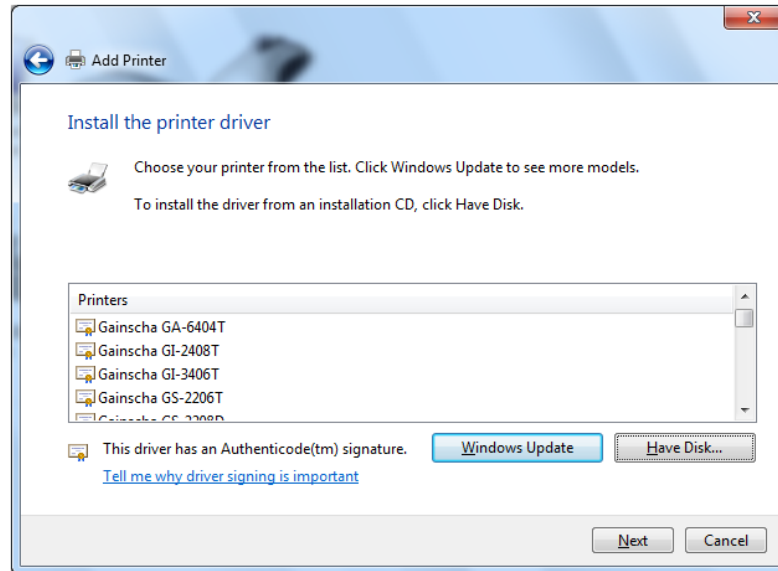 Add Printer
Install the printer driver
Choose your printer from the list. Click Windows Update to see more models.
To install the driver from an installation CD, click Have Disk.
Printers
Gainscha GA-6404T
Gainscha GI-2408T
Gainscha GI-3406T
Gainscha GS-2206T
Gainscha GS-2208D
This driver has an Authenticode(tm) signature.
Windows Update
Have Disk...
Tell me why driver signing is important
Next
Cancel